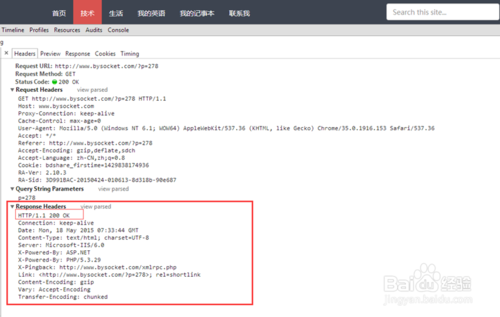 首页 技术 生活 我的英语 我的记事本 联系我 Search this site...
Timeline Profiles Resources Audits Console
g
× Headers Preview Response Cookies Timing
Request URL: http://www.bysocket.com/?p=278
Request Method: GET
Status Code: 200 OK
Request Headers view parsed
GET http://www.bysocket.com/?p=278 HTTP/1.1
Host: www.bysocket.com
Proxy-Connection: keep-alive
Cache-Control: max-age=0
User-Agent: Mozilla/5.0 (Windows NT 6.1; WOW64) AppleWebKit/537.36 (KHTML, like Gecko) Chrome/35.0.1916.153 Safari/537.36
Accept: */*
Referer: http://www.bysocket.com/?p=278
Accept-Encoding: gzip,deflate,sdch
Accept-Language: zh-CN,zh;q=0.8
Cookie: bdshare_firstime=1429838174936
RA-Ver: 2.10.3
RA-Sid: 3D991BAC-20150424-010613-8d318b-90e687
Query String Parameters view parsed
p=278
Response Headers view parsed
HTTP/1.1 200 OK
Connection: keep-alive
Date: Mon, 18 May 2015 07:33:44 GMT
Content-Type: text/html; charset=UTF-8
Server: Microsoft-IIS/6.0
X-Powered-By: ASP.NET
X-Powered-By: PHP/5.3.29
X-Pingback: http://www.bysocket.com/xmlrpc.php
Link: <http://www.bysocket.com/?p=278>; rel=shortlink
Content-Encoding: gzip
Vary: Accept-Encoding
Transfer-Encoding: chunked
Baidu 经验
jingyan.baidu.com